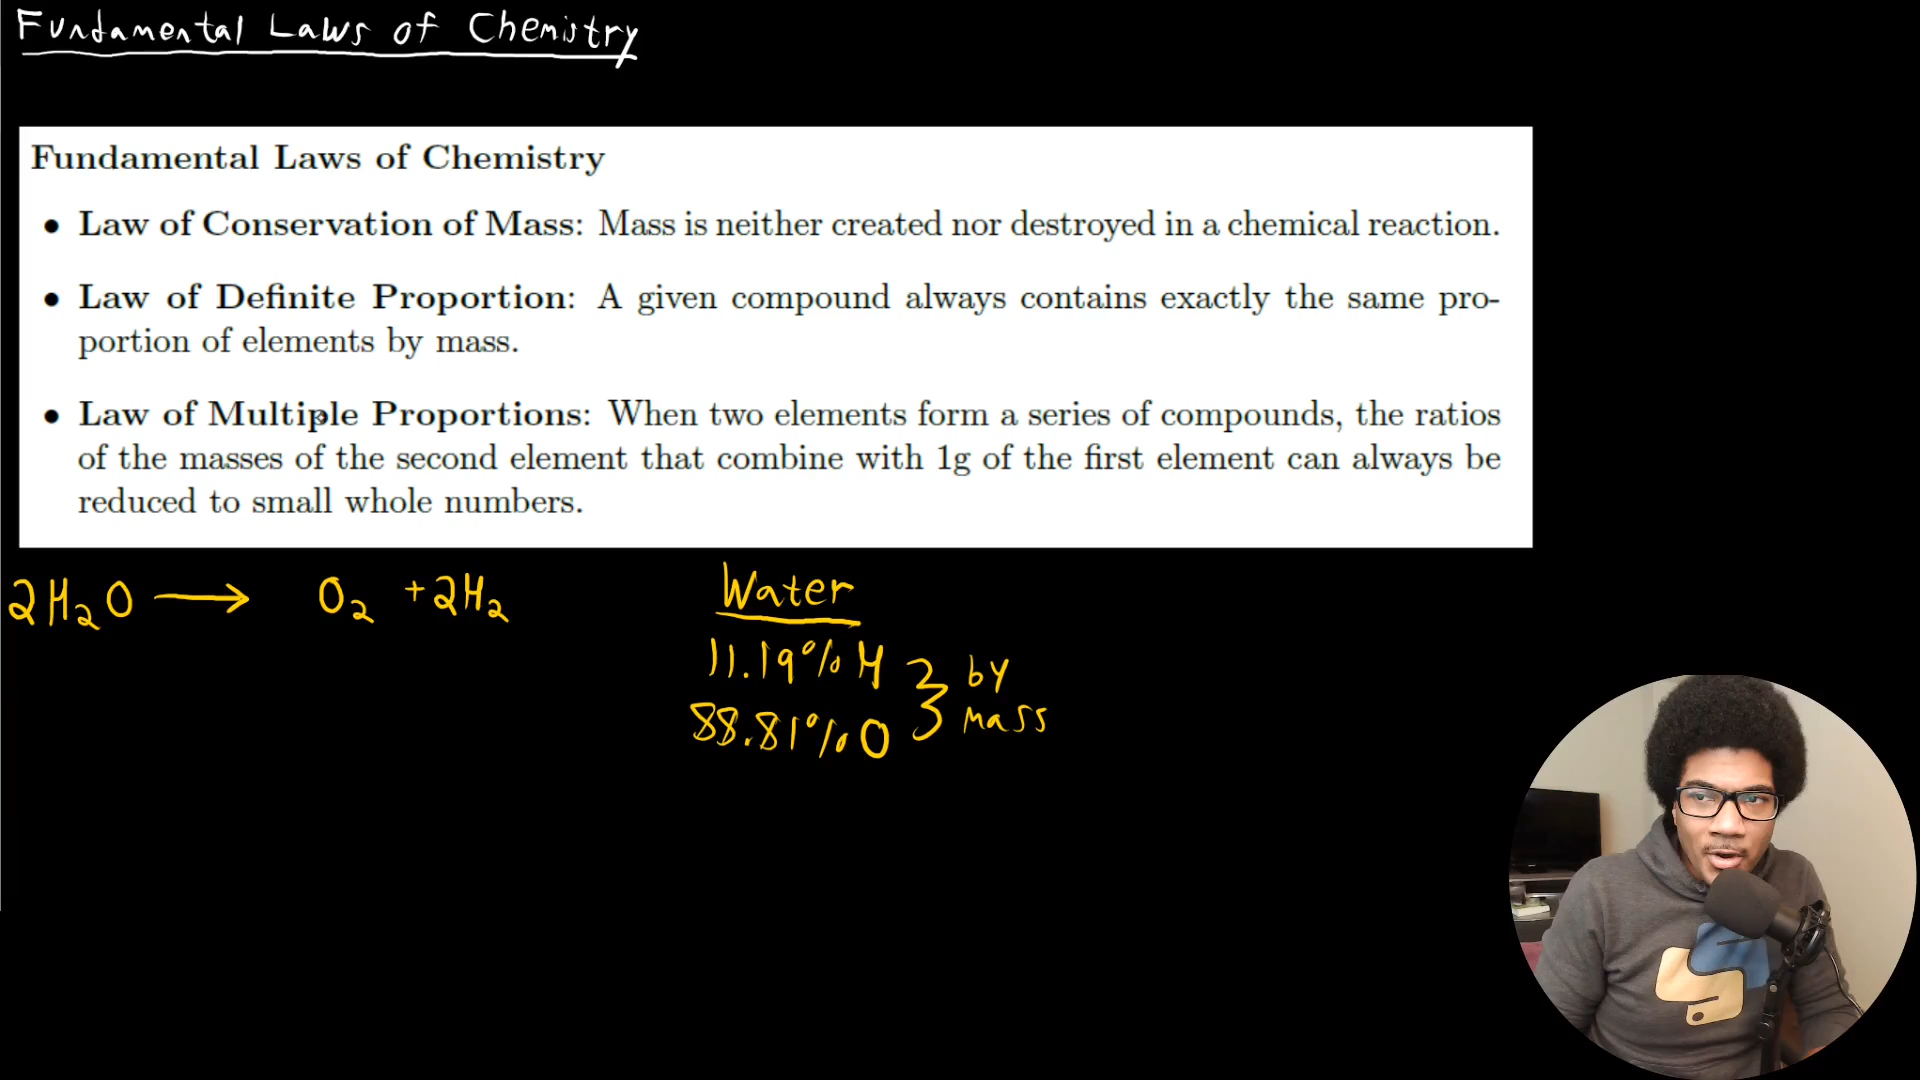 Fundamental Laws of Chemistry
Fundamental Laws of Chemistry
• Law of Conservation of Mass: Mass is neither created nor destroyed in a chemical reaction.
• Law of Definite Proportion: A given compound always contains exactly the same pro-
portion of elements by mass.
• Law of Multiple Proportions: When two elements form a series of compounds, the ratios
of the masses of the second element that combine with 1g of the first element can always be
reduced to small whole numbers.
2H₂O → O₂ + 2H₂
Water
11.19% H
88.81% O
by
mass